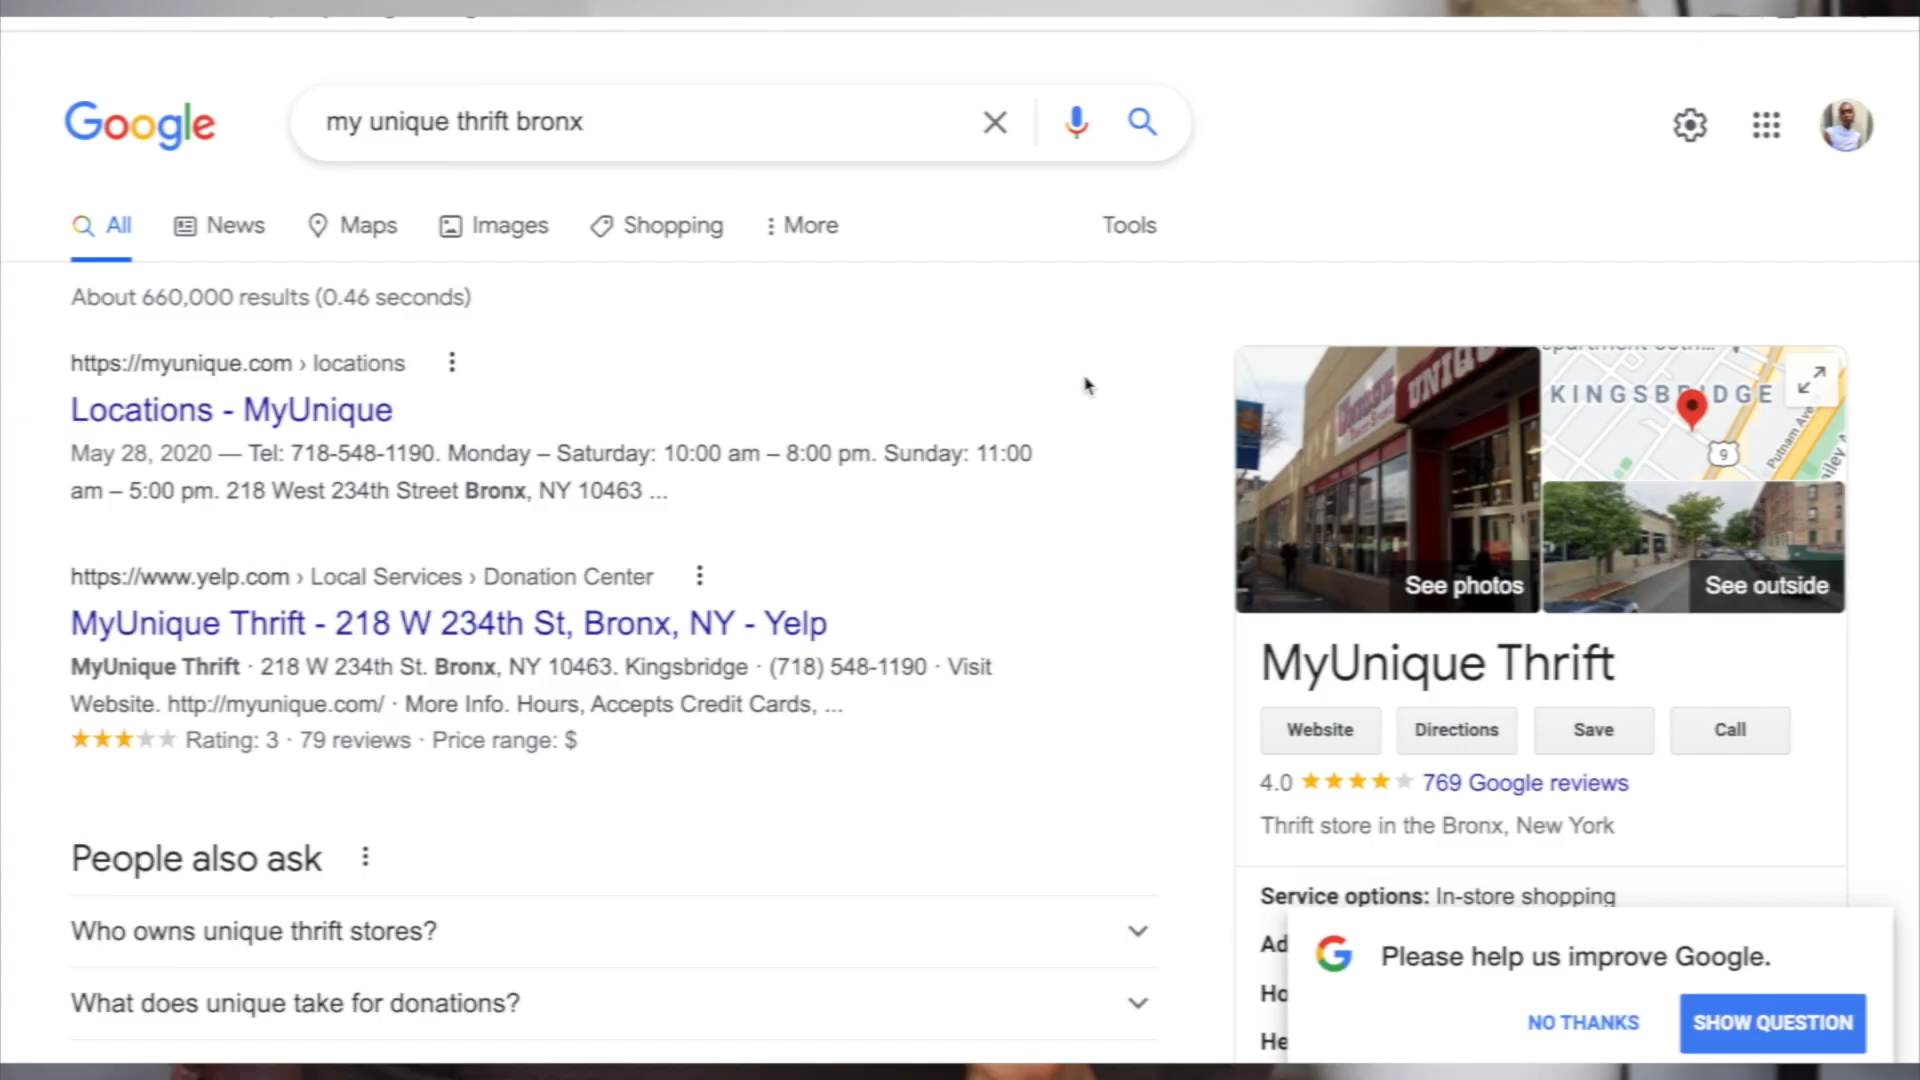 Google
my unique thrift bronx
All
News
Maps
Images
Shopping
More
Tools
About 660,000 results (0.46 seconds)
https://myunique.com › locations
Locations - MyUnique
May 28, 2020 — Tel: 718-548-1190. Monday – Saturday: 10:00 am – 8:00 pm. Sunday: 11:00
am – 5:00 pm. 218 West 234th Street Bronx, NY 10463 ...
https://www.yelp.com › Local Services › Donation Center
MyUnique Thrift - 218 W 234th St, Bronx, NY - Yelp
MyUnique Thrift · 218 W 234th St. Bronx, NY 10463. Kingsbridge · (718) 548-1190 · Visit
Website. http://myunique.com/ · More Info. Hours, Accepts Credit Cards, ...
Rating: 3 · 79 reviews · Price range: $
People also ask
Who owns unique thrift stores?
What does unique take for donations?
UNIQU
KINGSBRIDGE
9
Putnam Ave
See photos
See outside
MyUnique Thrift
Website
Directions
Save
Call
4.0
769 Google reviews
Thrift store in the Bronx, New York
Service options: In-store shopping
Ad
Ho
He
Please help us improve Google.
NO THANKS
SHOW QUESTION